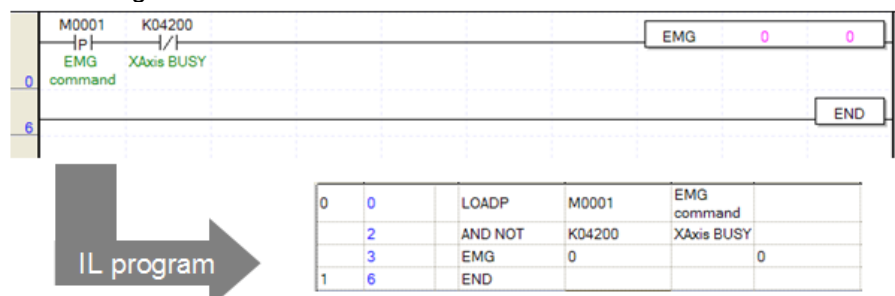 M0001 K04200
P
EMG 0 0
EMG XAxis BUSY
0 command
END
6
IL program
0 0 LOADP M0001 EMG command
2 AND NOT K04200 XAxis BUSY
3 EMG 0 0
1 6 END